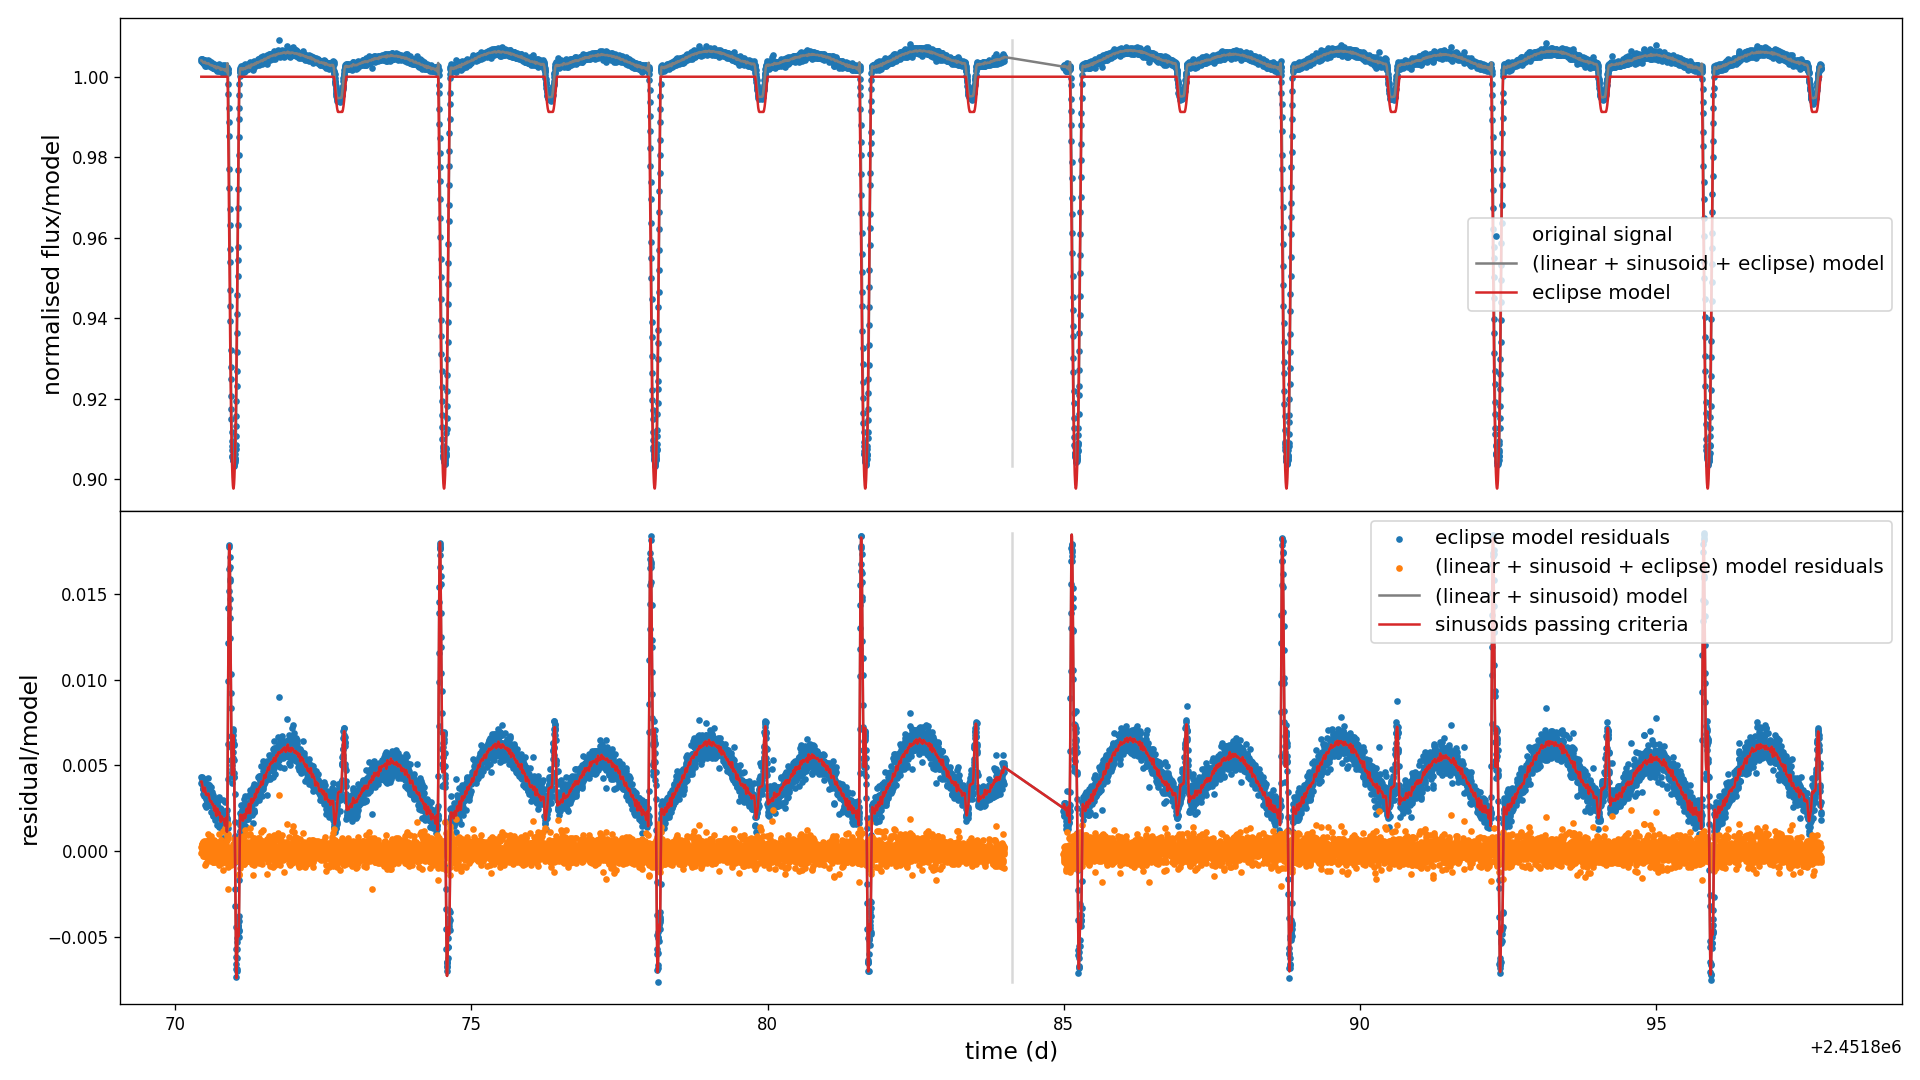 normalised flux/model
1.00
0.98
0.96
0.94
0.92
0.90
original signal
(linear + sinusoid + eclipse) model
eclipse model
residual/model
0.015
0.010
0.005
0.000
−0.005
eclipse model residuals
(linear + sinusoid + eclipse) model residuals
(linear + sinusoid) model
sinusoids passing criteria
70 75 80 85 90 95
time (d)
+2.4518e6